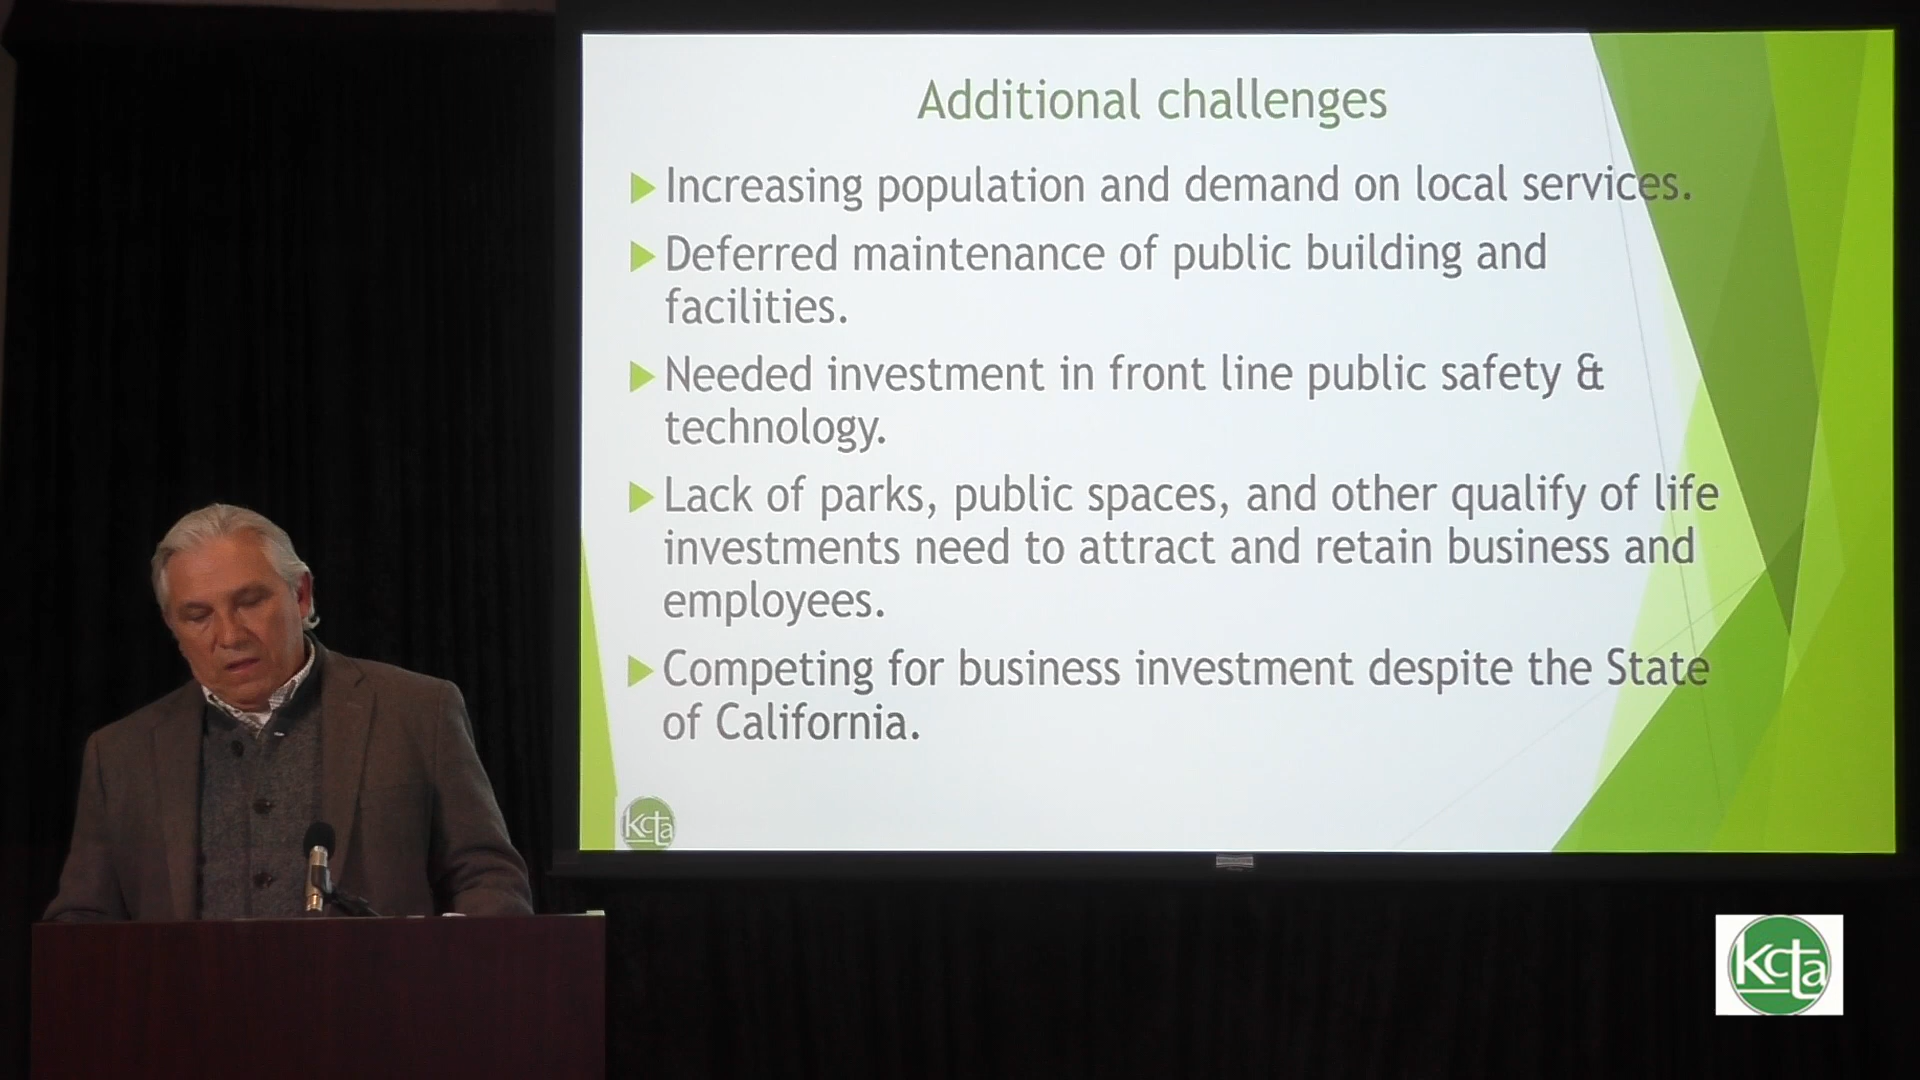 Additional challenges
Increasing population and demand on local services.
Deferred maintenance of public building and
facilities.
Needed investment in front line public safety &
technology.
Lack of parks, public spaces, and other qualify of life
investments need to attract and retain business and
employees.
Competing for business investment despite the State
of California.
kcta
kcta